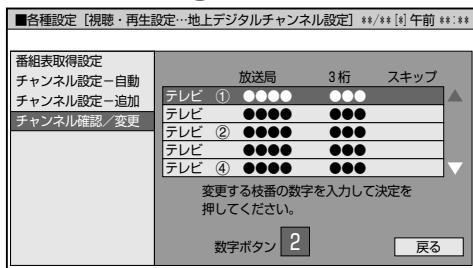 ■各種設定［視聴・再生設定…地上デジタルチャンネル設定］ **/** [*] 午前 **:**
番組表取得設定
チャンネル設定－自動
チャンネル設定－追加
チャンネル確認／変更
放送局 3桁 スキップ
テレビ ① ●●●● ●●●
テレビ ●●●● ●●●
テレビ ② ●●●● ●●●
テレビ ●●●● ●●●
テレビ ④ ●●●● ●●●
変更する枝番の数字を入力して決定を
押してください。
数字ボタン 2
戻る